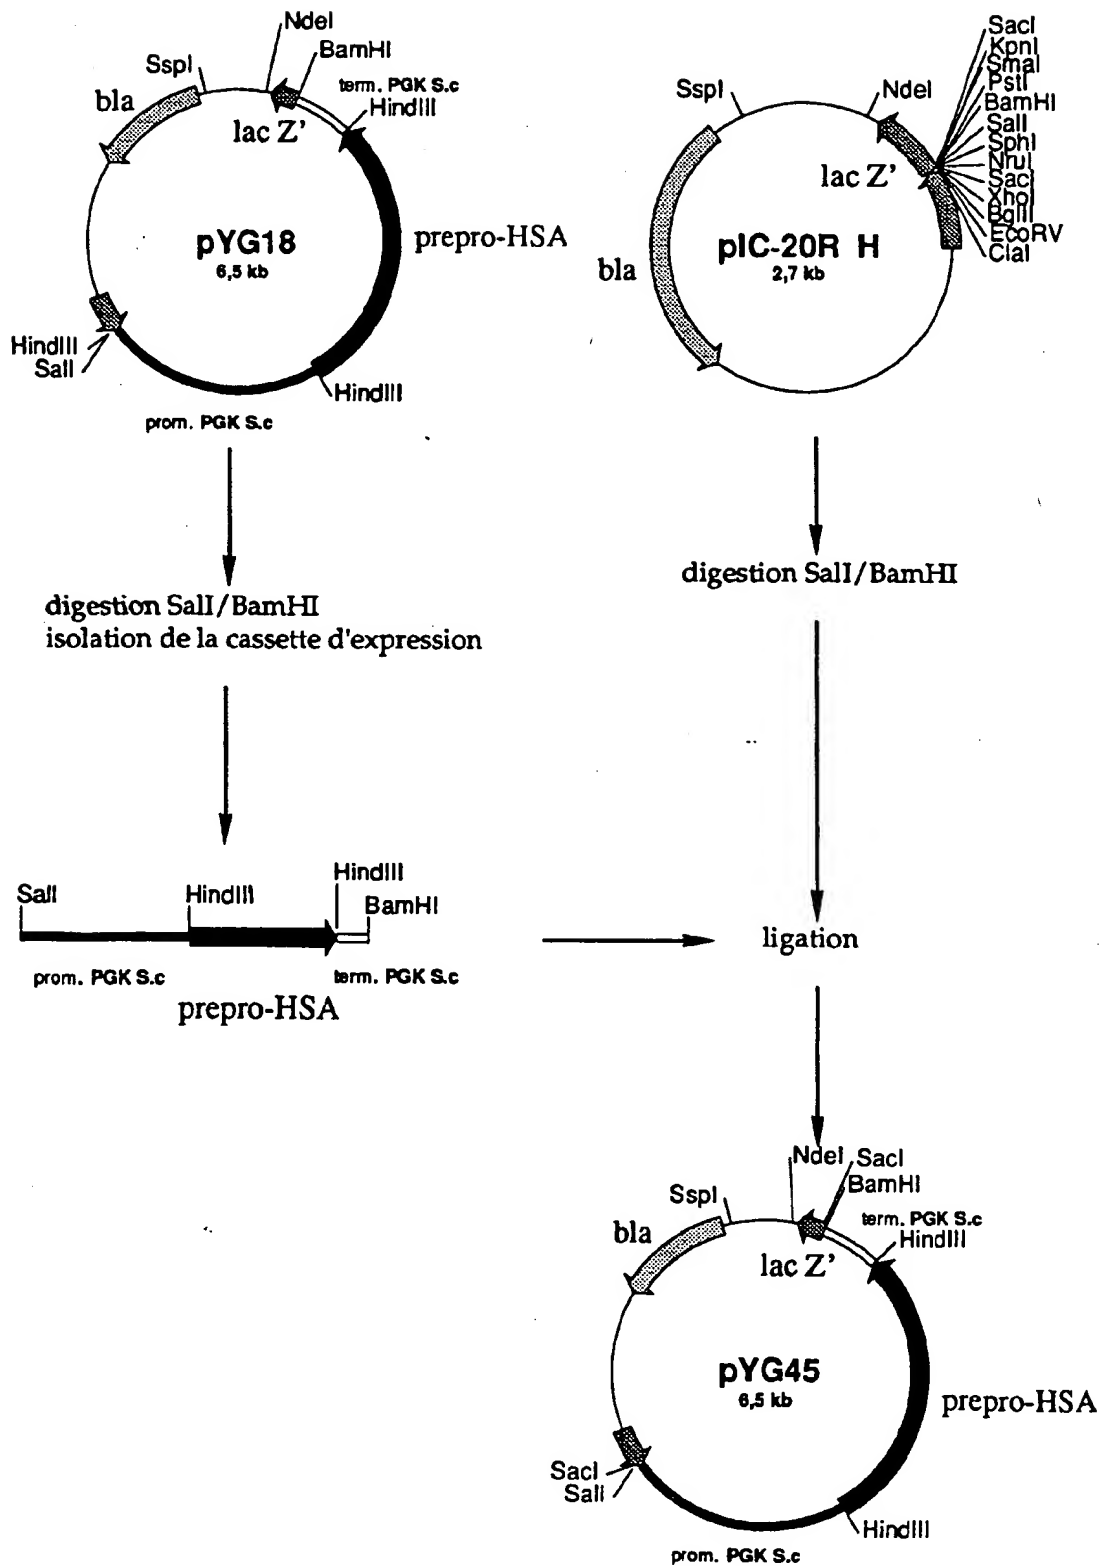 NdeI
BamHI
SspI
term. PGK S.c
HindIII
bla
lac Z'
pYG18
6,5 kb
prepro-HSA
HindIII
SalI
HindIII
prom. PGK S.c
SacI
KpnI
SmaI
PstI
BamHI
SalI
SphI
NruI
SacI
XhoI
BglII
EcoRV
ClaI
SspI
NdeI
lac Z'
pIC-20R H
2,7 kb
bla
digestion SalI/BamHI
isolation de la cassette d'expression
digestion SalI/BamHI
SalI
HindIII
HindIII
BamHI
prom. PGK S.c
term. PGK S.c
prepro-HSA
ligation
NdeI
SacI
BamHI
SspI
term. PGK S.c
HindIII
bla
lac Z'
pYG45
6,5 kb
prepro-HSA
SacI
SalI
HindIII
prom. PGK S.c